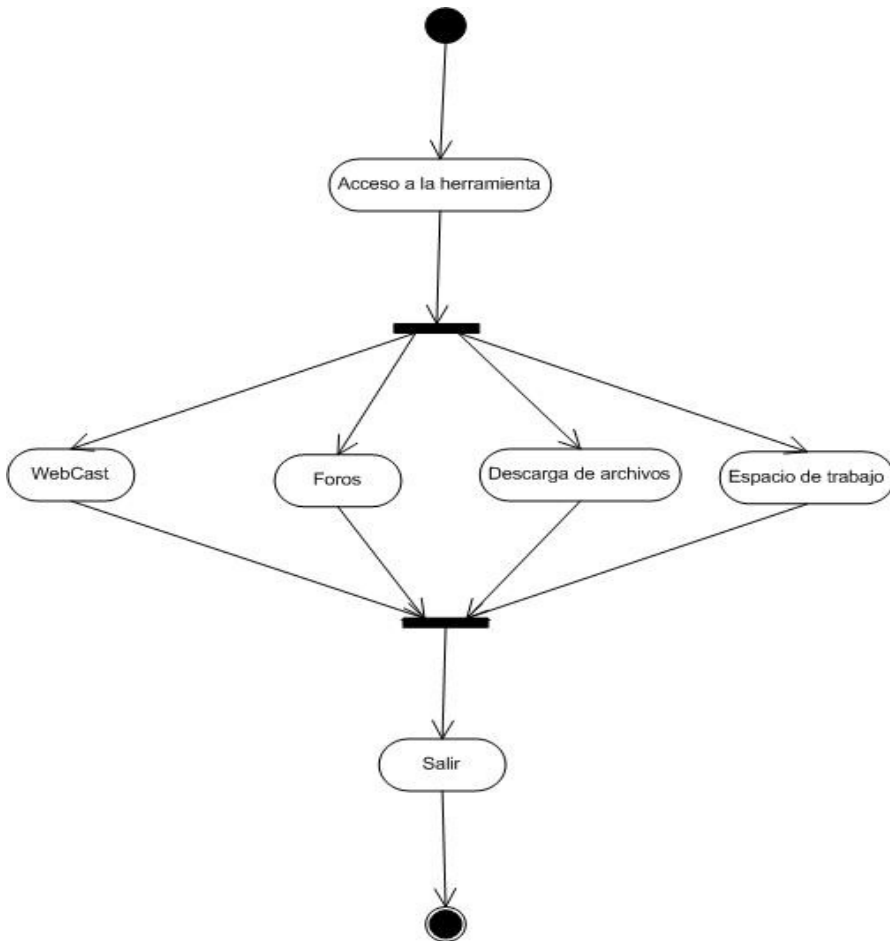 Acceso a la herramienta
WebCast
Foros
Descarga de archivos
Espacio de trabajo
Salir